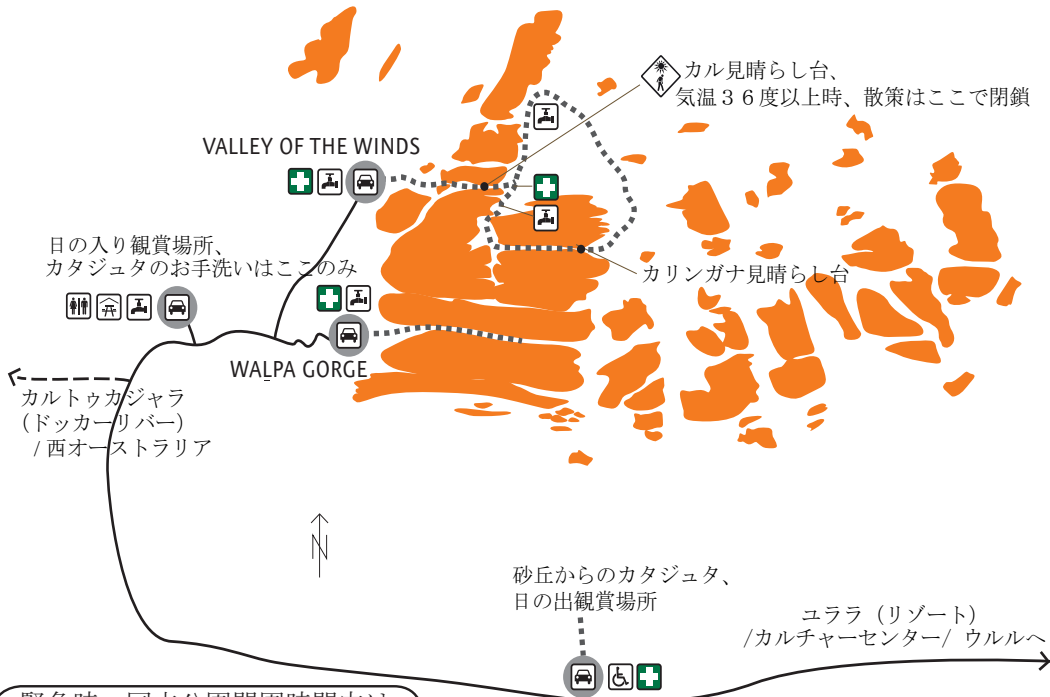 カル見晴らし台、
気温３６度以上時、散策はここで閉鎖
VALLEY OF THE WINDS
日の入り観賞場所、
カタジュタのお手洗いはここのみ
カリンガナ見晴らし台
WALPA GORGE
カルトゥカジャラ
(ドッカーリバー)
/ 西オーストラリア
N
砂丘からのカタジュタ、
日の出観賞場所
ユララ（リゾート）
/カルチャーセンター/ ウルルへ